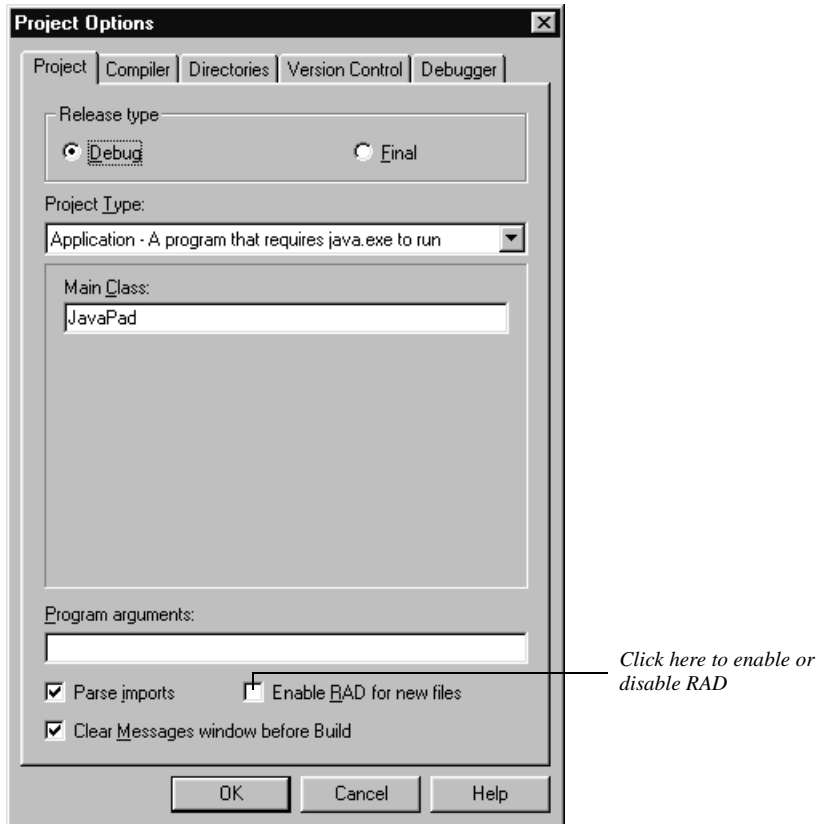 Project Options
Project Compiler Directories Version Control Debugger
Release type
Debug Final
Project Type:
Application - A program that requires java.exe to run
Main Class:
JavaPad
Program arguments:
Click here to enable or
disable RAD
Parse imports Enable RAD for new files
Clear Messages window before Build
OK Cancel Help